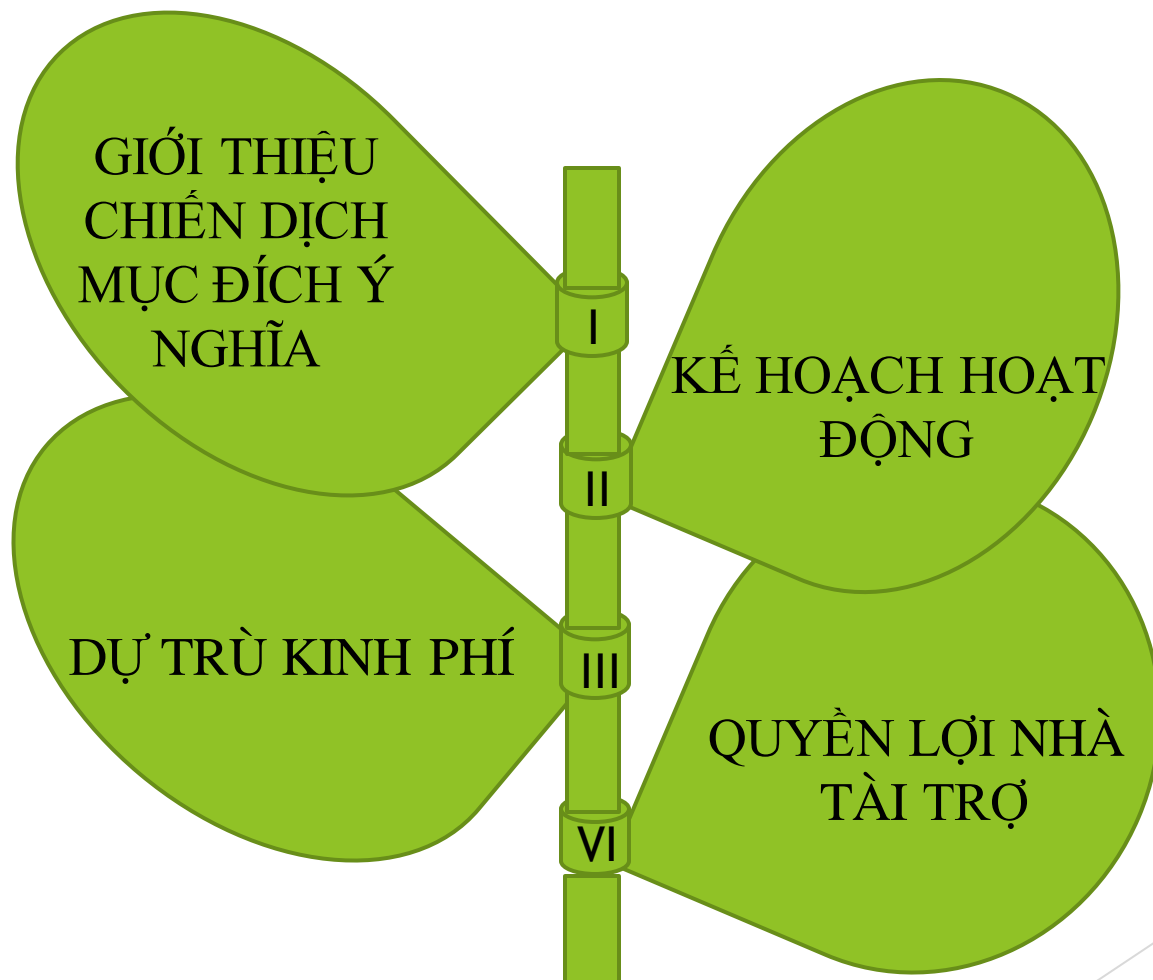 GIỚI THIỆU
CHIẾN DỊCH
MỤC ĐÍCH Ý
NGHĨA
I
KẾ HOẠCH HOẠT
ĐỘNG
II
DỰ TRÙ KINH PHÍ
III
QUYỀN LỢI NHÀ
TÀI TRỢ
VI